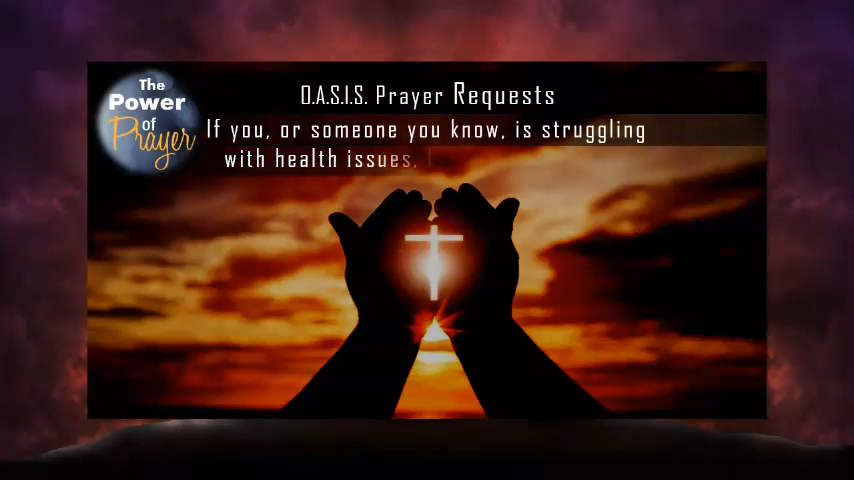 The
Power
of
Prayer
O.A.S.I.S. Prayer Requests
If you, or someone you know, is struggling
with health issues,